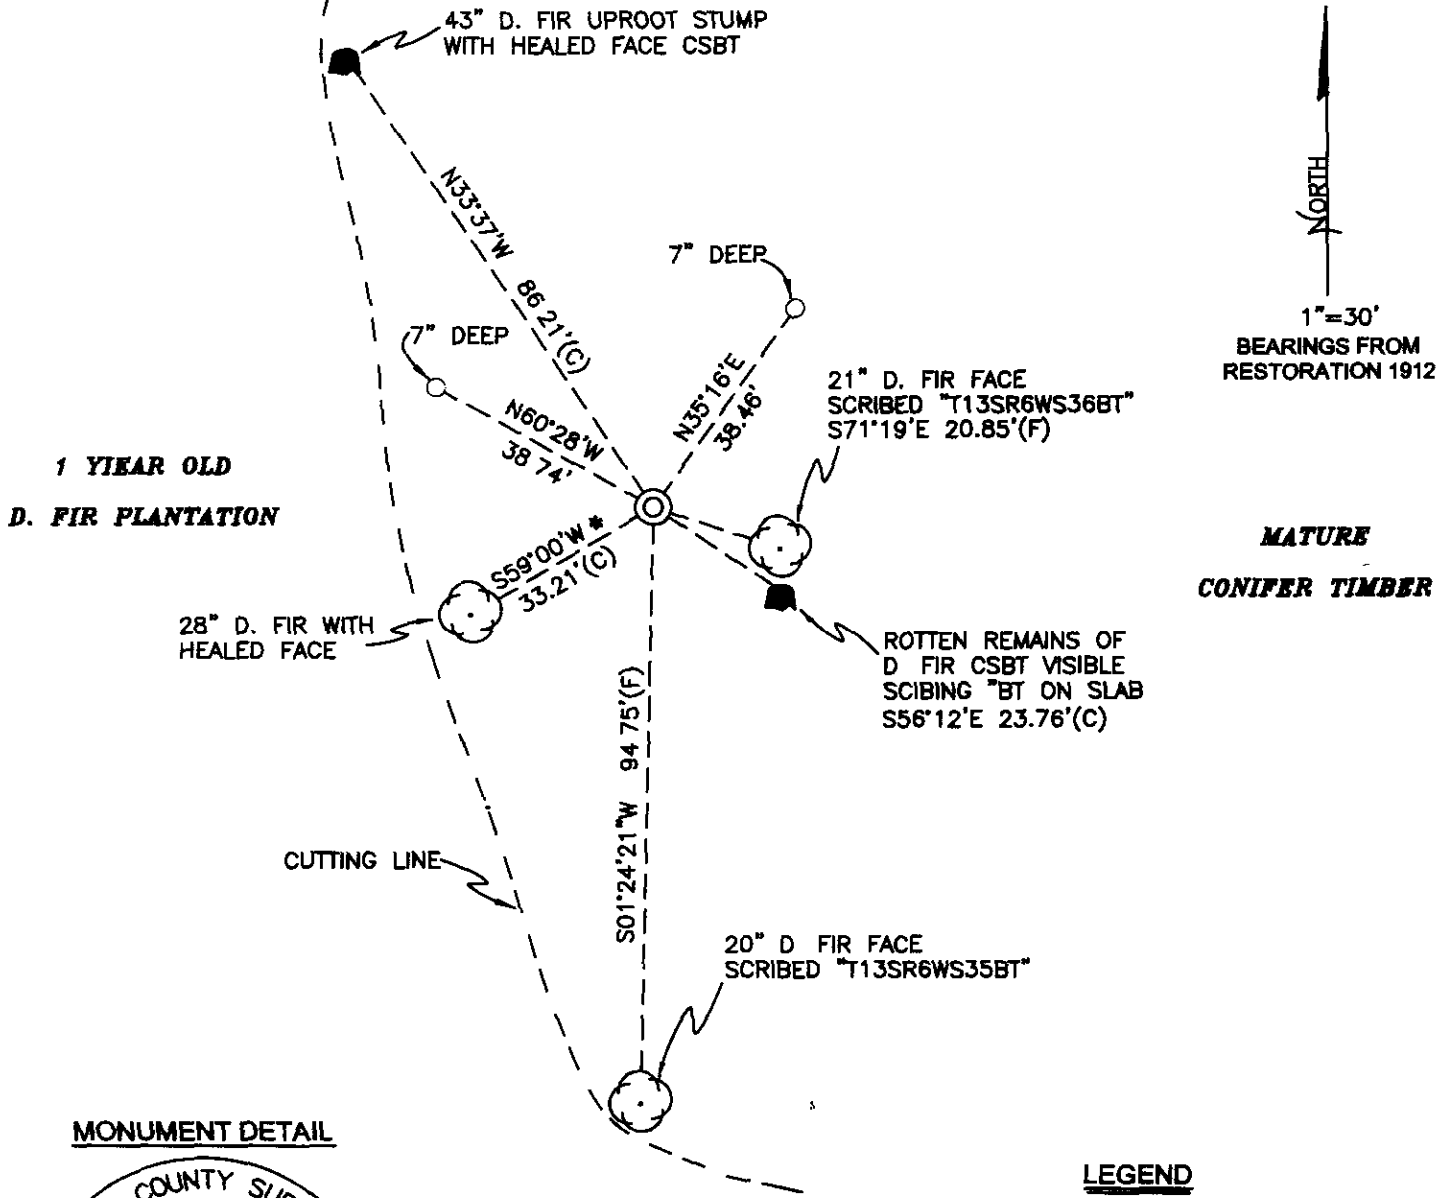 43" D. FIR UPROOT STUMP
WITH HEALED FACE CSBT
N33°37'W 86 21'(C)
7" DEEP
7" DEEP
N60°28'W
38 74'
N35°16'E
38.46'
NORTH
1"=30'
BEARINGS FROM
RESTORATION 1912
21" D. FIR FACE
SCRIBED "T13SR6WS36BT"
S71°19'E 20.85'(F)
1 YIEAR OLD
D. FIR PLANTATION
MATURE
CONIFER TIMBER
S59°00'W *
33.21'(C)
28" D. FIR WITH
HEALED FACE
ROTTEN REMAINS OF
D FIR CSBT VISIBLE
SCIBING "BT ON SLAB
S56°12'E 23.76'(C)
S01°24'21"W 94 75'(F)
CUTTING LINE
20" D FIR FACE
SCRIBED "T13SR6WS35BT"
MONUMENT DETAIL
COUNTY
LEGEND